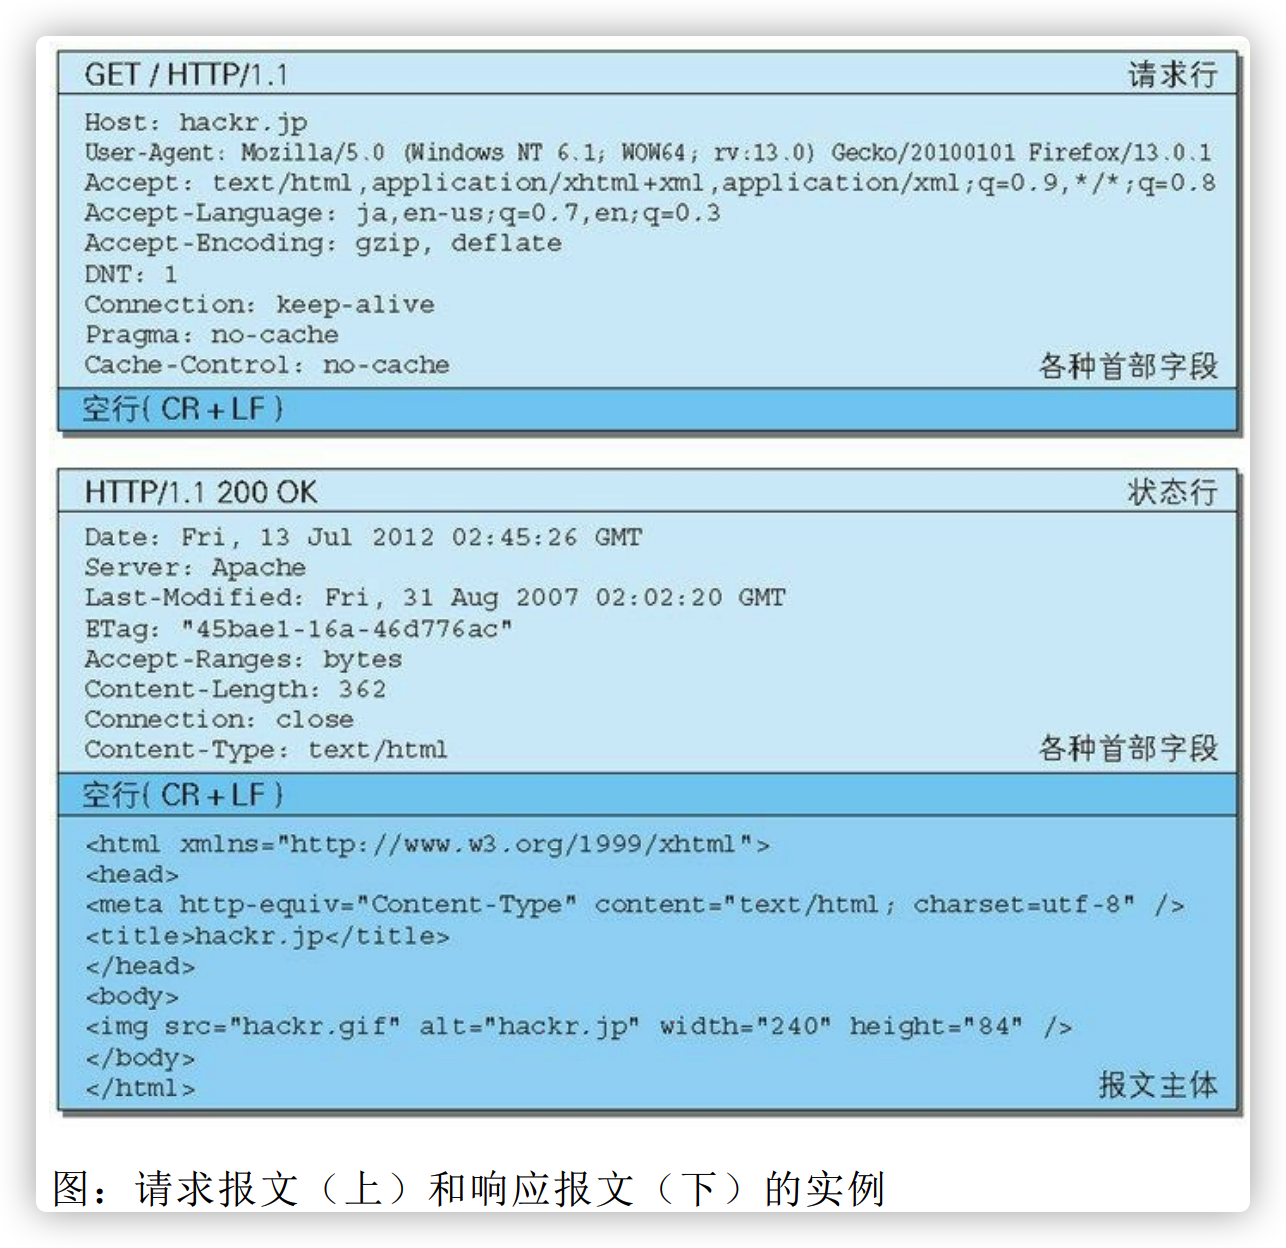 GET / HTTP/1.1 请求行
Host: hackr.jp
User-Agent: Mozilla/5.0 (Windows NT 6.1; WOW64; rv:13.0) Gecko/20100101 Firefox/13.0.1
Accept: text/html,application/xhtml+xml,application/xml;q=0.9,*/*;q=0.8
Accept-Language: ja,en-us;q=0.7,en;q=0.3
Accept-Encoding: gzip, deflate
DNT: 1
Connection: keep-alive
Pragma: no-cache
Cache-Control: no-cache 各种首部字段
空行( CR + LF )
HTTP/1.1 200 OK 状态行
Date: Fri, 13 Jul 2012 02:45:26 GMT
Server: Apache
Last-Modified: Fri, 31 Aug 2007 02:02:20 GMT
ETag: "45bae1-16a-46d776ac"
Accept-Ranges: bytes
Content-Length: 362
Connection: close
Content-Type: text/html 各种首部字段
空行( CR + LF )
<html xmlns="http://www.w3.org/1999/xhtml">
<head>
<meta http-equiv="Content-Type" content="text/html; charset=utf-8" />
<title>hackr.jp</title>
</head>
<body>
<img src="hackr.gif" alt="hackr.jp" width="240" height="84" />
</body>
</html> 报文主体
图：请求报文（上）和响应报文（下）的实例